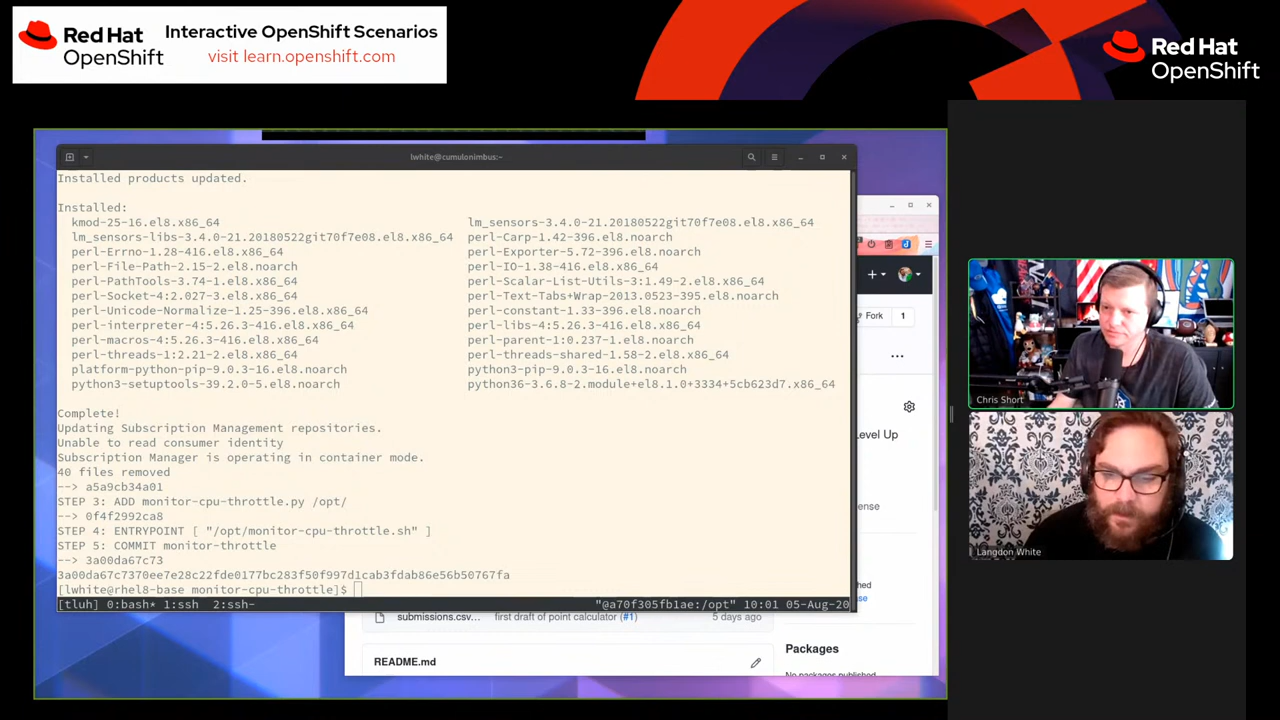 Red Hat
OpenShift
Interactive OpenShift Scenarios
visit learn.openshift.com
Red Hat
OpenShift
lwhite@cumulonimbus:~
Installed products updated.
Installed:
kmod-25-16.el8.x86_64 lm_sensors-3.4.0-21.20180522git70f7e08.el8.x86_64
lm_sensors-libs-3.4.0-21.20180522git70f7e08.el8.x86_64 perl-Carp-1.42-396.el8.noarch
perl-Errno-1.28-416.el8.x86_64 perl-Exporter-5.72-396.el8.noarch
perl-File-Path-2.15-2.el8.noarch perl-IO-1.38-416.el8.x86_64
perl-PathTools-3.74-1.el8.x86_64 perl-Scalar-List-Utils-3:1.49-2.el8.x86_64
perl-Socket-4:2.027-3.el8.x86_64 perl-Text-Tabs+Wrap-2013.0523-395.el8.noarch
perl-Unicode-Normalize-1.25-396.el8.x86_64 perl-constant-1.33-396.el8.noarch
perl-interpreter-4:5.26.3-416.el8.x86_64 perl-libs-4:5.26.3-416.el8.x86_64
perl-macros-4:5.26.3-416.el8.x86_64 perl-parent-1:0.237-1.el8.noarch
perl-threads-1:2.21-2.el8.x86_64 perl-threads-shared-1.58-2.el8.x86_64
platform-python-pip-9.0.3-16.el8.noarch python3-pip-9.0.3-16.el8.noarch
python3-setuptools-39.2.0-5.el8.noarch python36-3.6.8-2.module+el8.1.0+3334+5cb623d7.x86_64
Complete!
Updating Subscription Management repositories.
Unable to read consumer identity
Subscription Manager is operating in container mode.
40 files removed
--> a5a9cb34a01
STEP 3: ADD monitor-cpu-throttle.py /opt/
--> 0f4f2992ca8
STEP 4: ENTRYPOINT [ "/opt/monitor-cpu-throttle.sh" ]
STEP 5: COMMIT monitor-throttle
--> 3a00da67c73
3a00da67c7370ee7e28c22fde0177bc283f50f997d1cab3fdab86e56b50767fa
[lwhite@rhel8-base monitor-cpu-throttle]$
[tluh] 0:bash* 1:ssh 2:ssh- "@a70f305fb1ae:/opt" 10:01 05-Aug-20
Fork 1
Level Up
submissions.csv... first draft of point calculator (#1) 5 days ago
README.md
Packages
No packages published
Chris Short
Langdon White